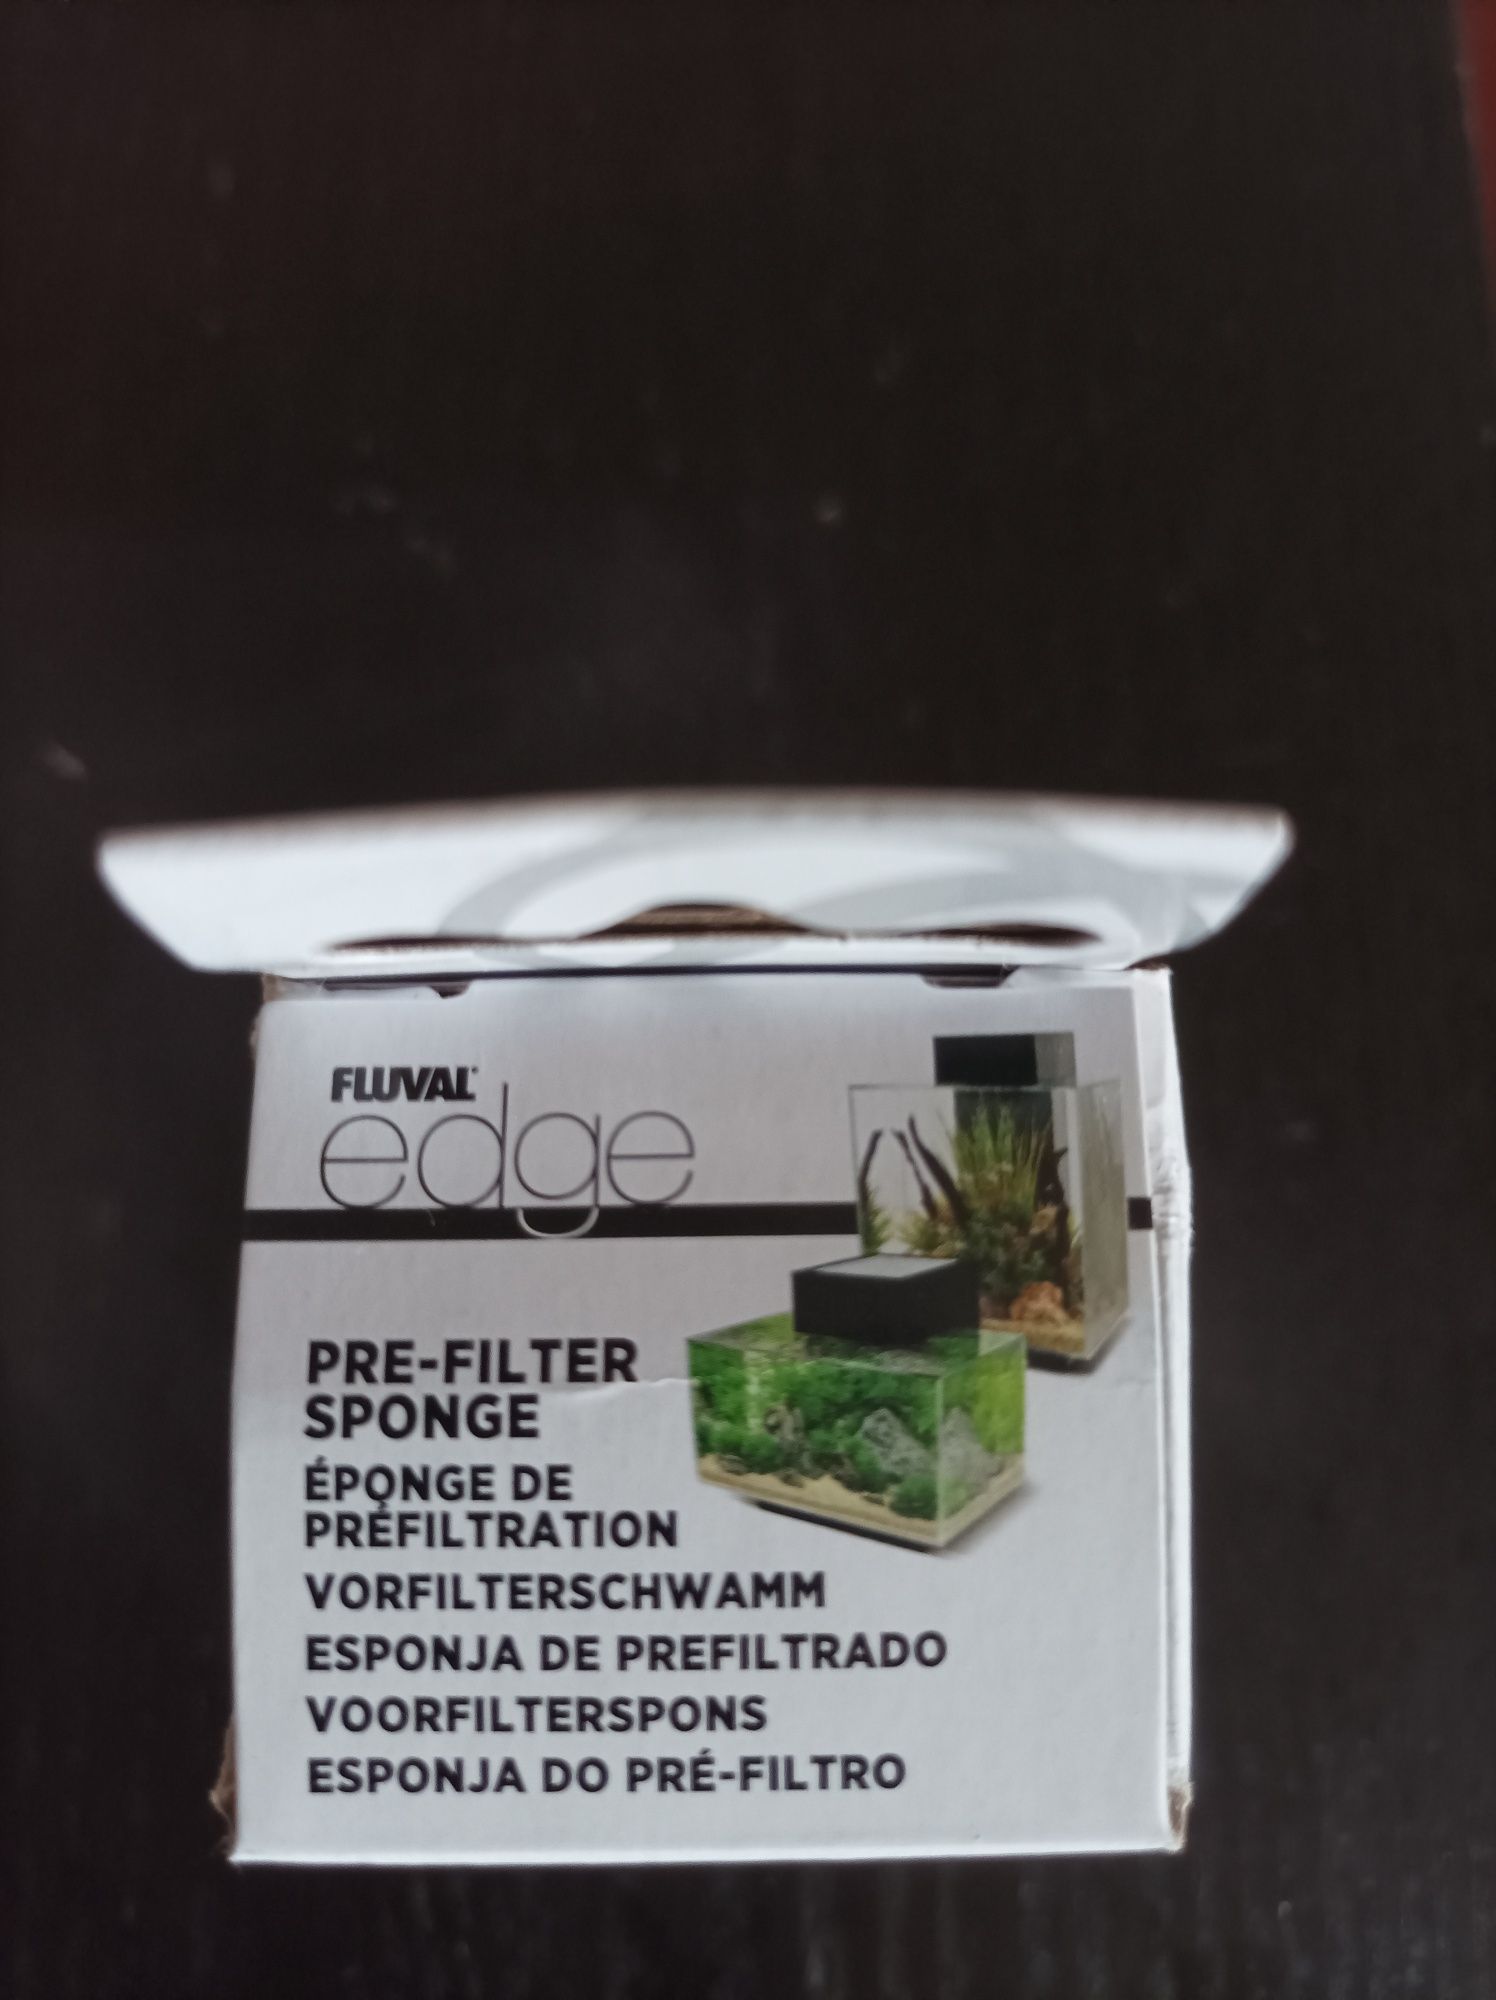 FLUVAL
edge
PRE-FILTER
SPONGE
ÉPONGE DE
PRÉFILTRATION
VORFILTERSCHWAMM
ESPONJA DE PREFILTRADO
VOORFILTERSPONS
ESPONJA DO PRÉ-FILTRO